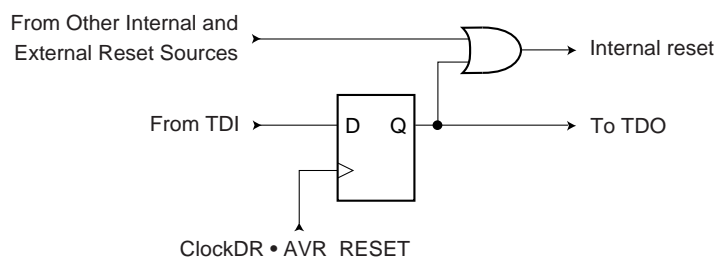 From Other Internal and
External Reset Sources
Internal reset
From TDI
D Q
To TDO
ClockDR • AVR RESET